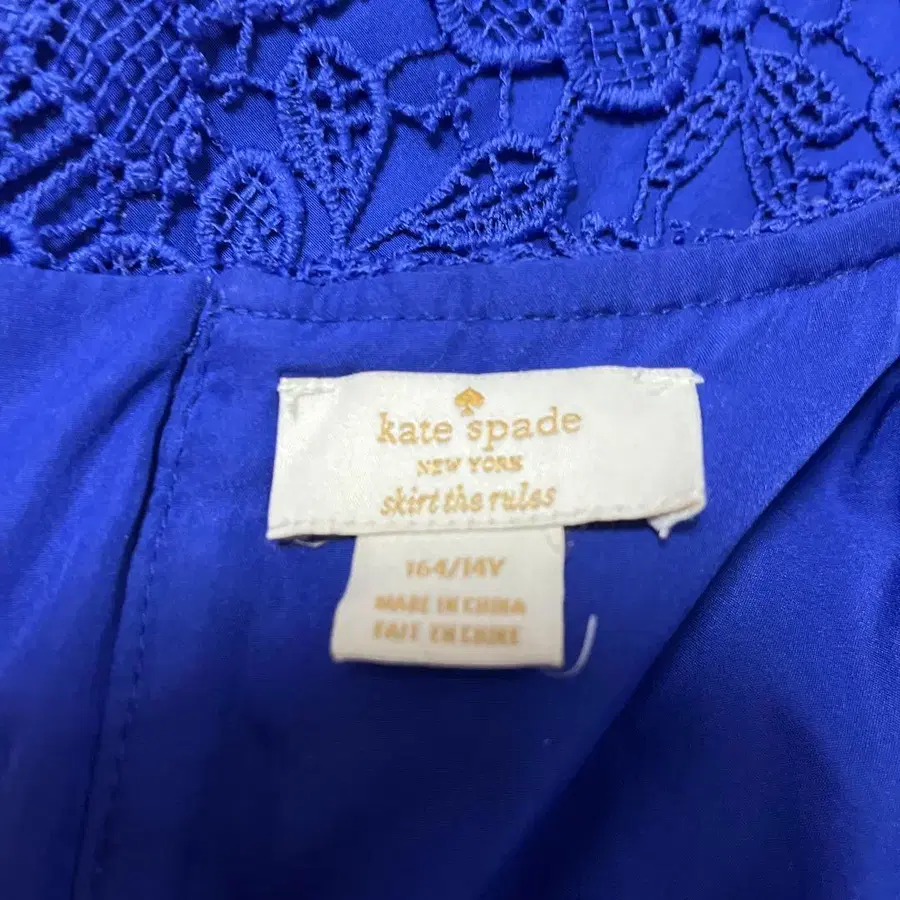 kate spade
NEW YORK
skirt the rules
164/14Y
MADE IN CHINA
FAIT EN CHINE